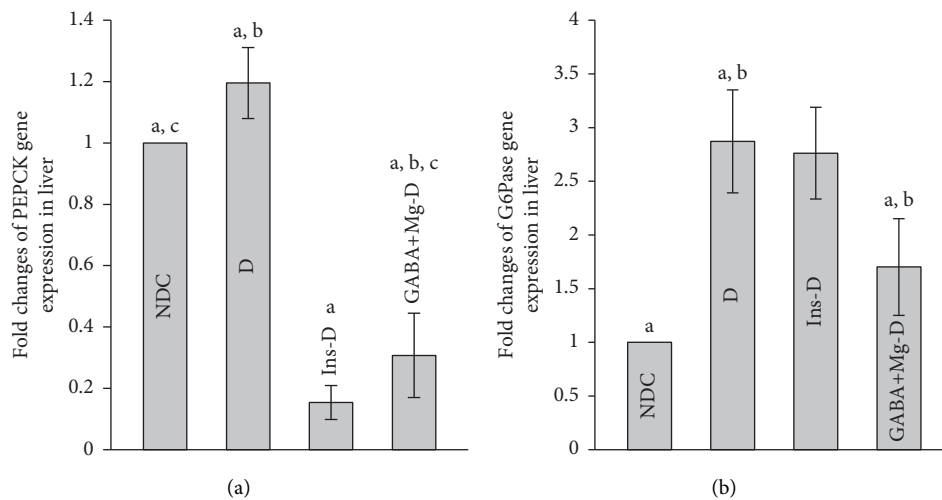 Fold changes of PEPCK gene
expression in liver
1.4
1.2
1
0.8
0.6
0.4
0.2
0
a, c
a, b
a
a, b, c
NDC
D
Ins-D
GABA+Mg-D
(a)
Fold changes of G6Pase gene
expression in liver
4
3.5
3
2.5
2
1.5
1
0.5
0
a
a, b
a, b
NDC
D
Ins-D
GABA+Mg-D
(b)